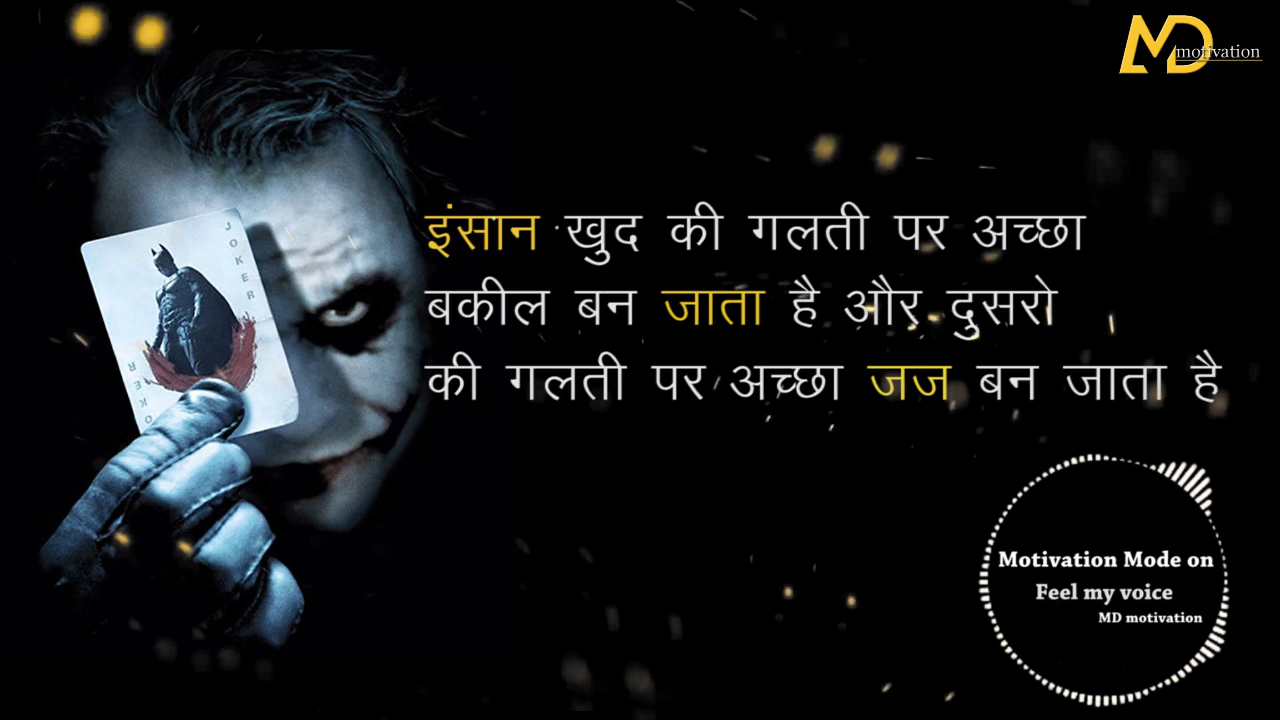 MD motivation
JOKER
JOKER
इंसान खुद की गलती पर अच्छा
बकील बन जाता है और दुसरो
की गलती पर अच्छा जज बन जाता है
Motivation Mode on
Feel my voice
MD motivation